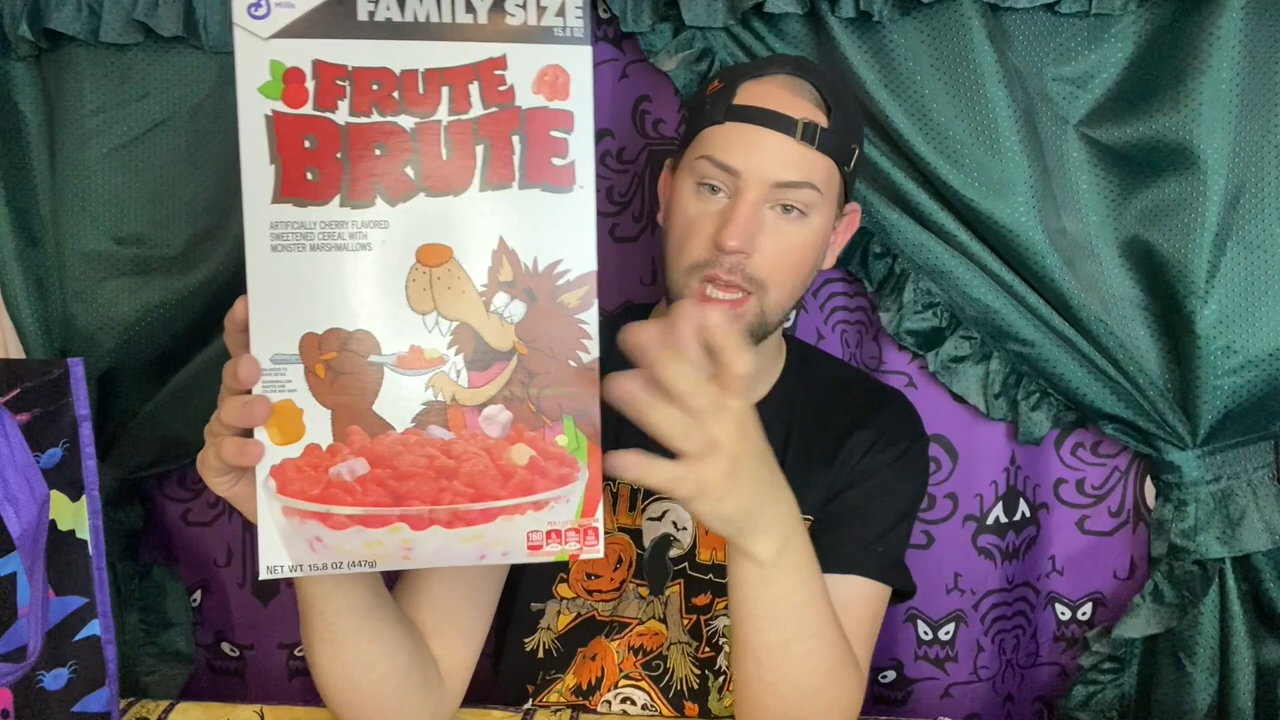 Mills
FAMILY SIZE
15.8 OZ
FRUTE
BRUTE
ARTIFICIALLY CHERRY FLAVORED
SWEETENED CEREAL WITH
MONSTER MARSHMALLOWS
NET WT 15.8 OZ (447g)
160